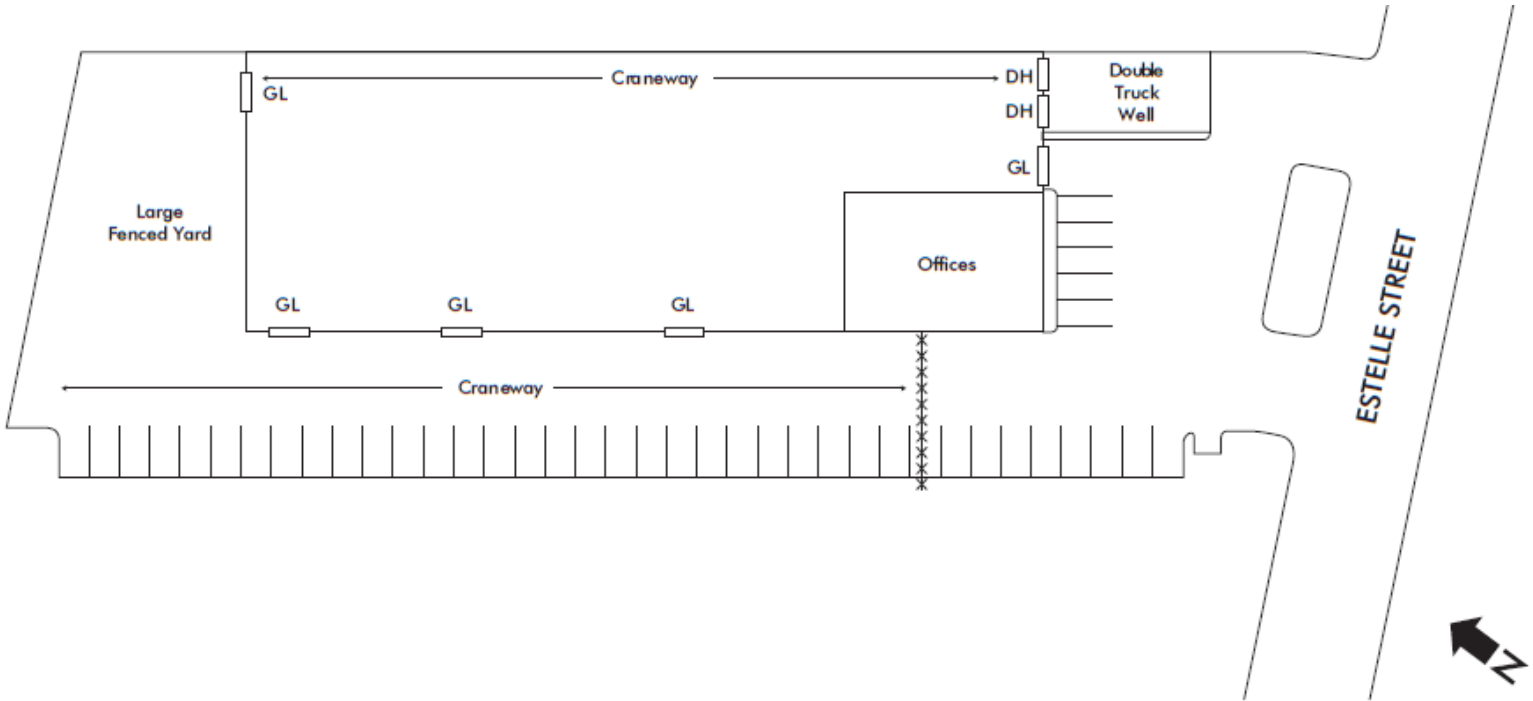 Craneway
DH
Double
Truck
Well
GL
DH
GL
Large
Fenced Yard
Offices
GL
GL
GL
ESTELLE STREET
Craneway
N